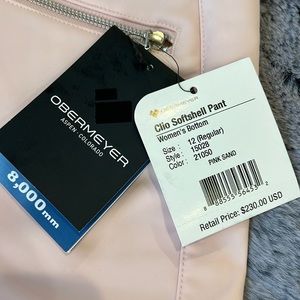 OBERMEYER
ASPEN, COLORADO
8,000mm
OBERMEYER
Clio Softshell Pant
Women's Bottom
Size : 12 (Regular)
Style : 15028
Color : 21050
PINK SAND
Retail Price: $230.00 USD